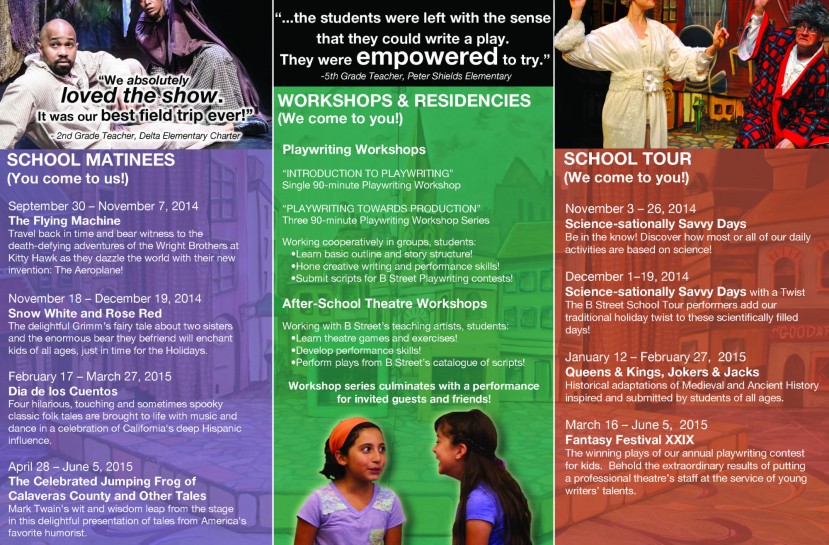 "We absolutely
loved the show.
It was our best field trip ever!"
- 2nd Grade Teacher, Delta Elementary Charter
SCHOOL MATINEES
(You come to us!)
September 30 – November 7, 2014
The Flying Machine
Travel back in time and bear witness to the
death-defying adventures of the Wright Brothers at
Kitty Hawk as they dazzle the world with their new
invention: The Aeroplane!
November 18 – December 19, 2014
Snow White and Rose Red
The delightful Grimm's fairy tale about two sisters
and the enormous bear they befriend will enchant
kids of all ages, just in time for the Holidays.
February 17 – March 27, 2015
Dia de los Cuentos
Four hilarious, touching and sometimes spooky
classic folk tales are brought to life with music and
dance in a celebration of California's deep Hispanic
influence.
April 28 – June 5, 2015
The Celebrated Jumping Frog of
Calaveras County and Other Tales
Mark Twain's wit and wisdom leap from the stage
in this delightful presentation of tales from America's
favorite humorist.
"...the students were left with the sense
that they could write a play.
They were empowered to try."
-5th Grade Teacher, Peter Shields Elementary
WORKSHOPS & RESIDENCIES
(We come to you!)
Playwriting Workshops
"INTRODUCTION TO PLAYWRITING"
Single 90-minute Playwriting Workshop
"PLAYWRITING TOWARDS PRODUCTION"
Three 90-minute Playwriting Workshop Series
Working cooperatively in groups, students:
•Learn basic outline and story structure!
•Hone creative writing and performance skills!
•Submit scripts for B Street Playwriting contests!
After-School Theatre Workshops
Working with B Street's teaching artists, students:
•Learn theatre games and exercises!
•Develop performance skills!
•Perform plays from B Street's catalogue of scripts!
Workshop series culminates with a performance
for invited guests and friends!
SCHOOL TOUR
(We come to you!)
November 3 – 26, 2014
Science-sationally Savvy Days
Be in the know! Discover how most or all of our daily
activities are based on science!
December 1–19, 2014
Science-sationally Savvy Days with a Twist
The B Street School Tour performers add our
traditional holiday twist to these scientifically filled
days!
January 12 – February 27, 2015
Queens & Kings, Jokers & Jacks
Historical adaptations of Medieval and Ancient History
inspired and submitted by students of all ages.
March 16 – June 5, 2015
Fantasy Festival XXIX
The winning plays of our annual playwriting contest
for kids. Behold the extraordinary results of putting
a professional theatre's staff at the service of young
writers' talents.